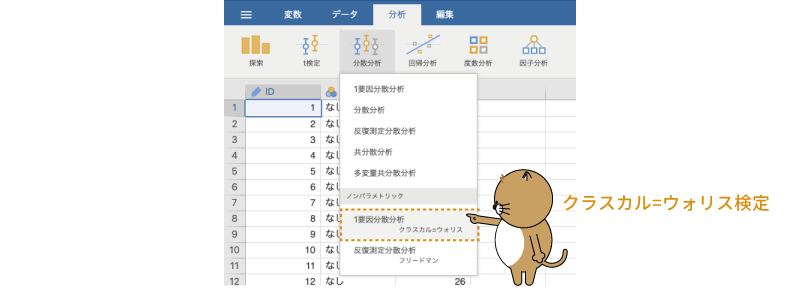 変数 データ 分析 編集
探索 t検定 分散分析 回帰分析 度数分析 因子分析
ID
1要因分散分析
分散分析
反復測定分散分析
共分散分析
多変量共分散分析
ノンパラメトリック
1要因分散分析
クラスカル=ウォリス
反復測定分散分析
フリードマン
クラスカル=ウォリス検定
1 1 なし
2 2 なし
3 3 なし
4 4 なし
5 5 なし
6 6 なし
7 7 なし
8 8 なし
9 9 なし
10 10 なし
11 11 なし
12 12 なし 26